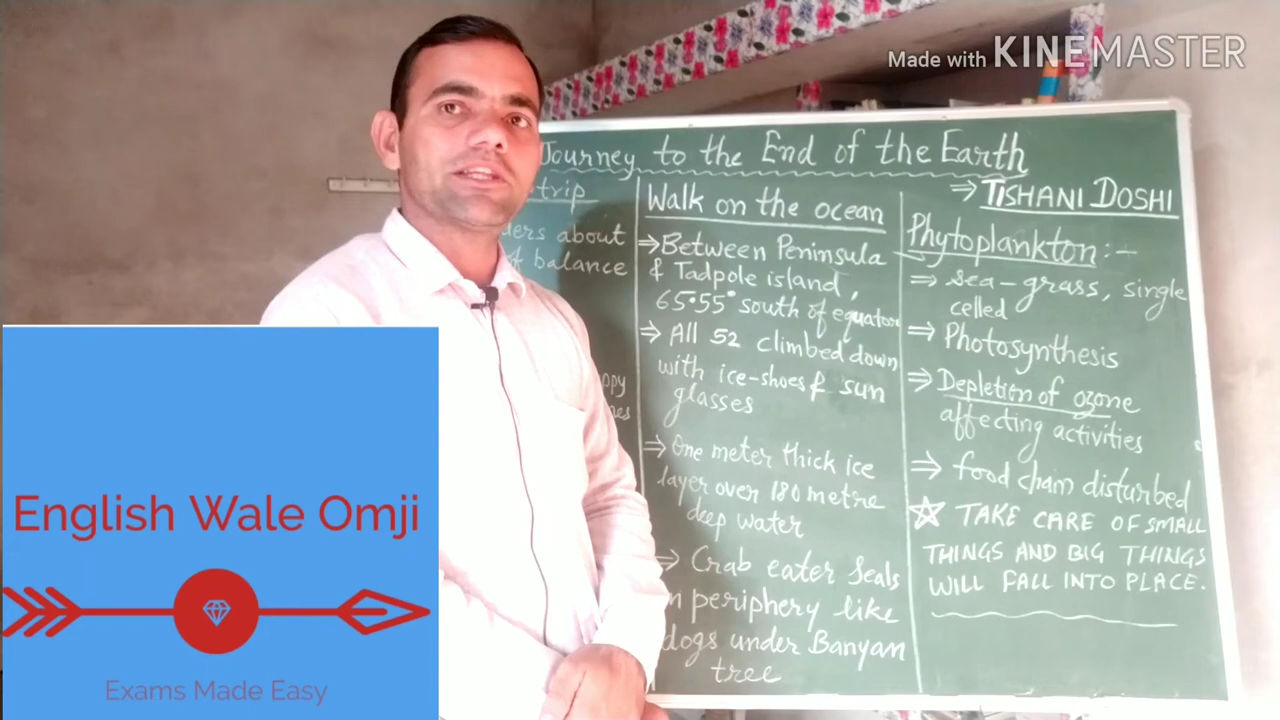 Made with KINEMASTER
Journey to the End of the Earth
⇒ TISHANI DOSHI
trip
about
balance
Walk on the ocean
⇒ Between Peninsula
& Tadpole island,
65.55° south of equator
⇒ All 52 climbed down
with ice-shoes & sun
glasses
⇒ One meter thick ice
layer over 180 metre
deep water
⇒ Crab eater Seals
periphery like
dogs under Banyan
tree
Phytoplankton:-
⇒ sea-grass, single
celled
⇒ Photosynthesis
⇒ Depletion of ozone
affecting activities
⇒ food chain disturbed
☆ TAKE CARE OF SMALL
THINGS AND BIG THINGS
WILL FALL INTO PLACE.
English Wale Omji
Exams Made Easy